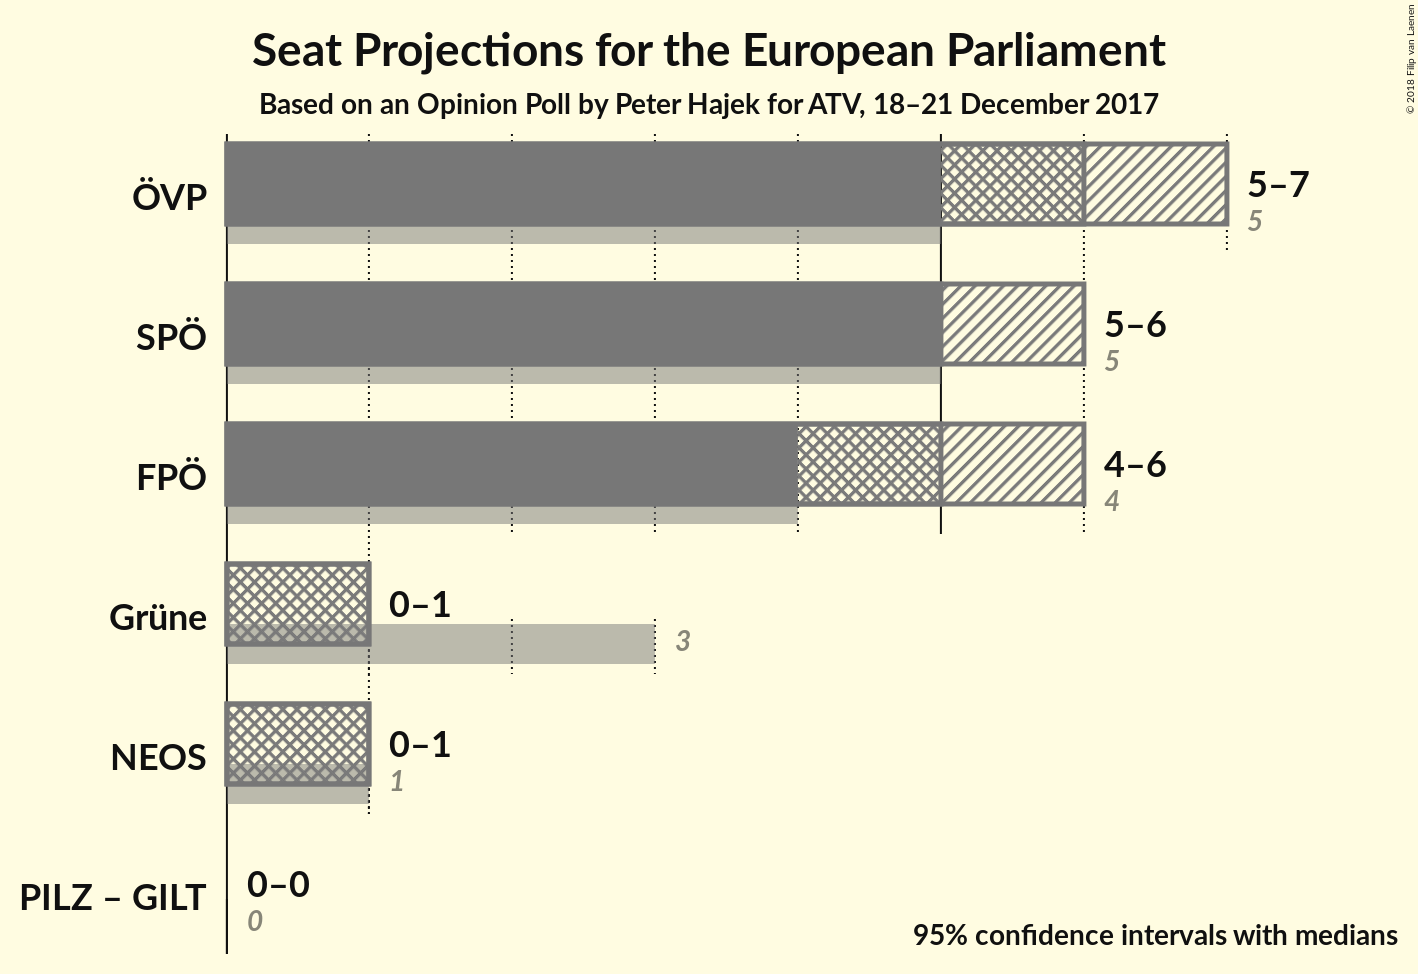 Seat Projections for the European Parliament
Based on an Opinion Poll by Peter Hajek for ATV, 18–21 December 2017
© 2018 Filip van Laenen
ÖVP
5–7
5
SPÖ
5–6
5
FPÖ
4–6
4
Grüne
0–1
3
NEOS
0–1
1
PILZ – GILT
0–0
0
95% confidence intervals with medians